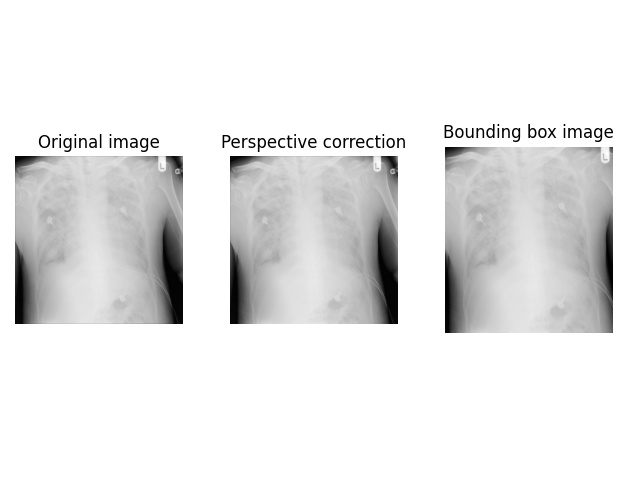 Original image
Perspective correction
Bounding box image
L
L
L